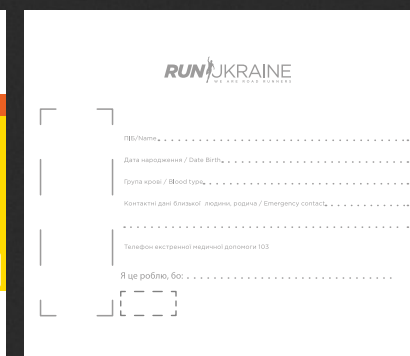 RUN UKRAINE
WE ARE ROAD RUNNERS
ПІБ/Name
Дата народження / Date Birth
Група крові / Blood type
Контактні дані близької людини, родича / Emergency contact
Телефон екстренної медичної допомоги 103
Я це роблю, бо: